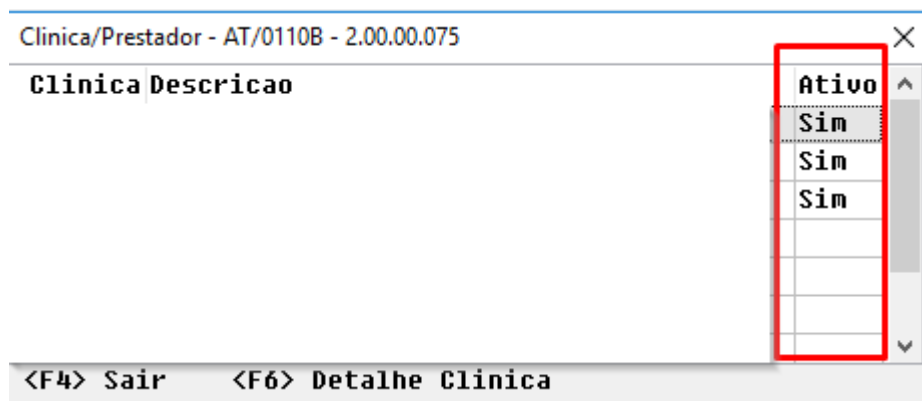 Clinica/Prestador - AT/0110B - 2.00.00.075
Clinica Descricao Ativo
Sim
Sim
Sim
<F4> Sair <F6> Detalhe Clinica